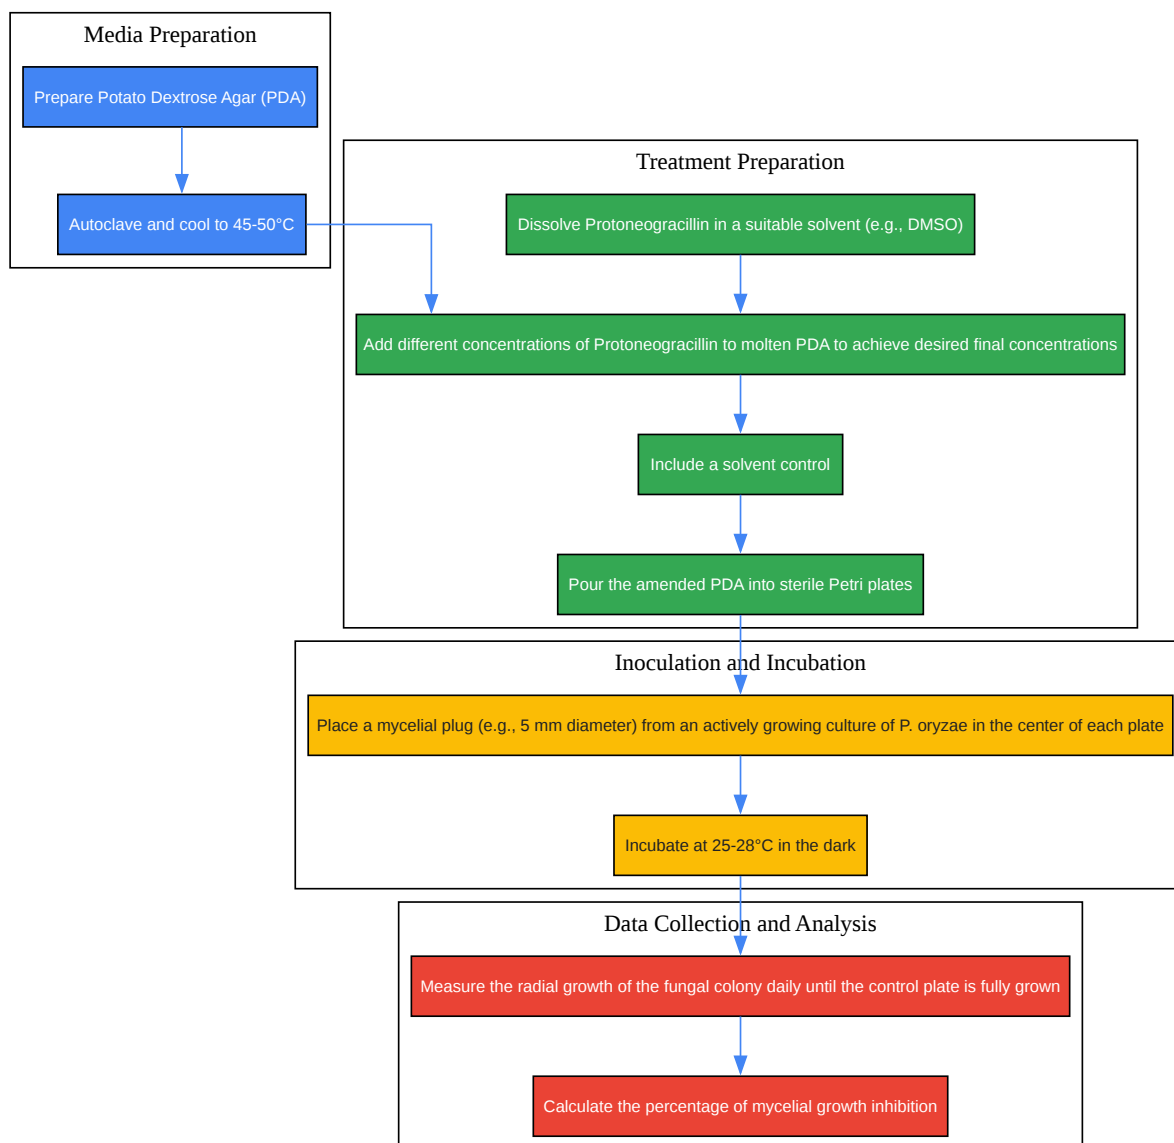 Media Preparation
Prepare Potato Dextrose Agar (PDA)
Autoclave and cool to 45-50°C
Treatment Preparation
Dissolve Protoneogracillin in a suitable solvent (e.g., DMSO)
Add different concentrations of Protoneogracillin to molten PDA to achieve desired final concentrations
Include a solvent control
Pour the amended PDA into sterile Petri plates
Inoculation and Incubation
Place a mycelial plug (e.g., 5 mm diameter) from an actively growing culture of P. oryzae in the center of each plate
Incubate at 25-28°C in the dark
Data Collection and Analysis
Measure the radial growth of the fungal colony daily until the control plate is fully grown
Calculate the percentage of mycelial growth inhibition